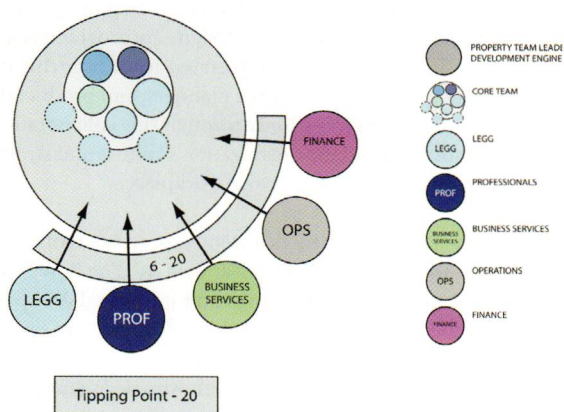 FINANCE
OPS
6 - 20
BUSINESS
SERVICES
LEGG
PROF
Tipping Point - 20
PROPERTY TEAM LEADE
DEVELOPMENT ENGINE
CORE TEAM
LEGG
LEGG
PROF
PROFESSIONALS
BUSINESS
SERVICES
BUSINESS SERVICES
OPS
OPERATIONS
FINANCE
FINANCE